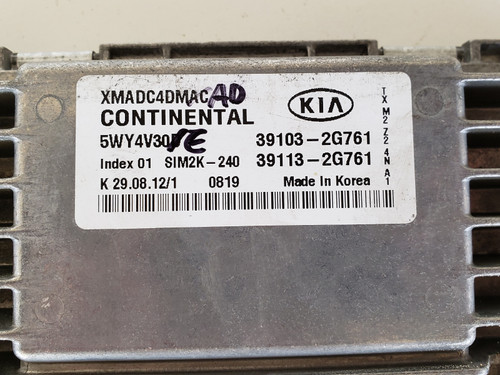 XMADC4DMAC AD
CONTINENTAL
KIA
5WY4V30 39103-2G761
Index 01 SIM2K-240 39113-2G761
K 29.08.12/1 0819 Made in Korea
TX M2 Z2 4N A1